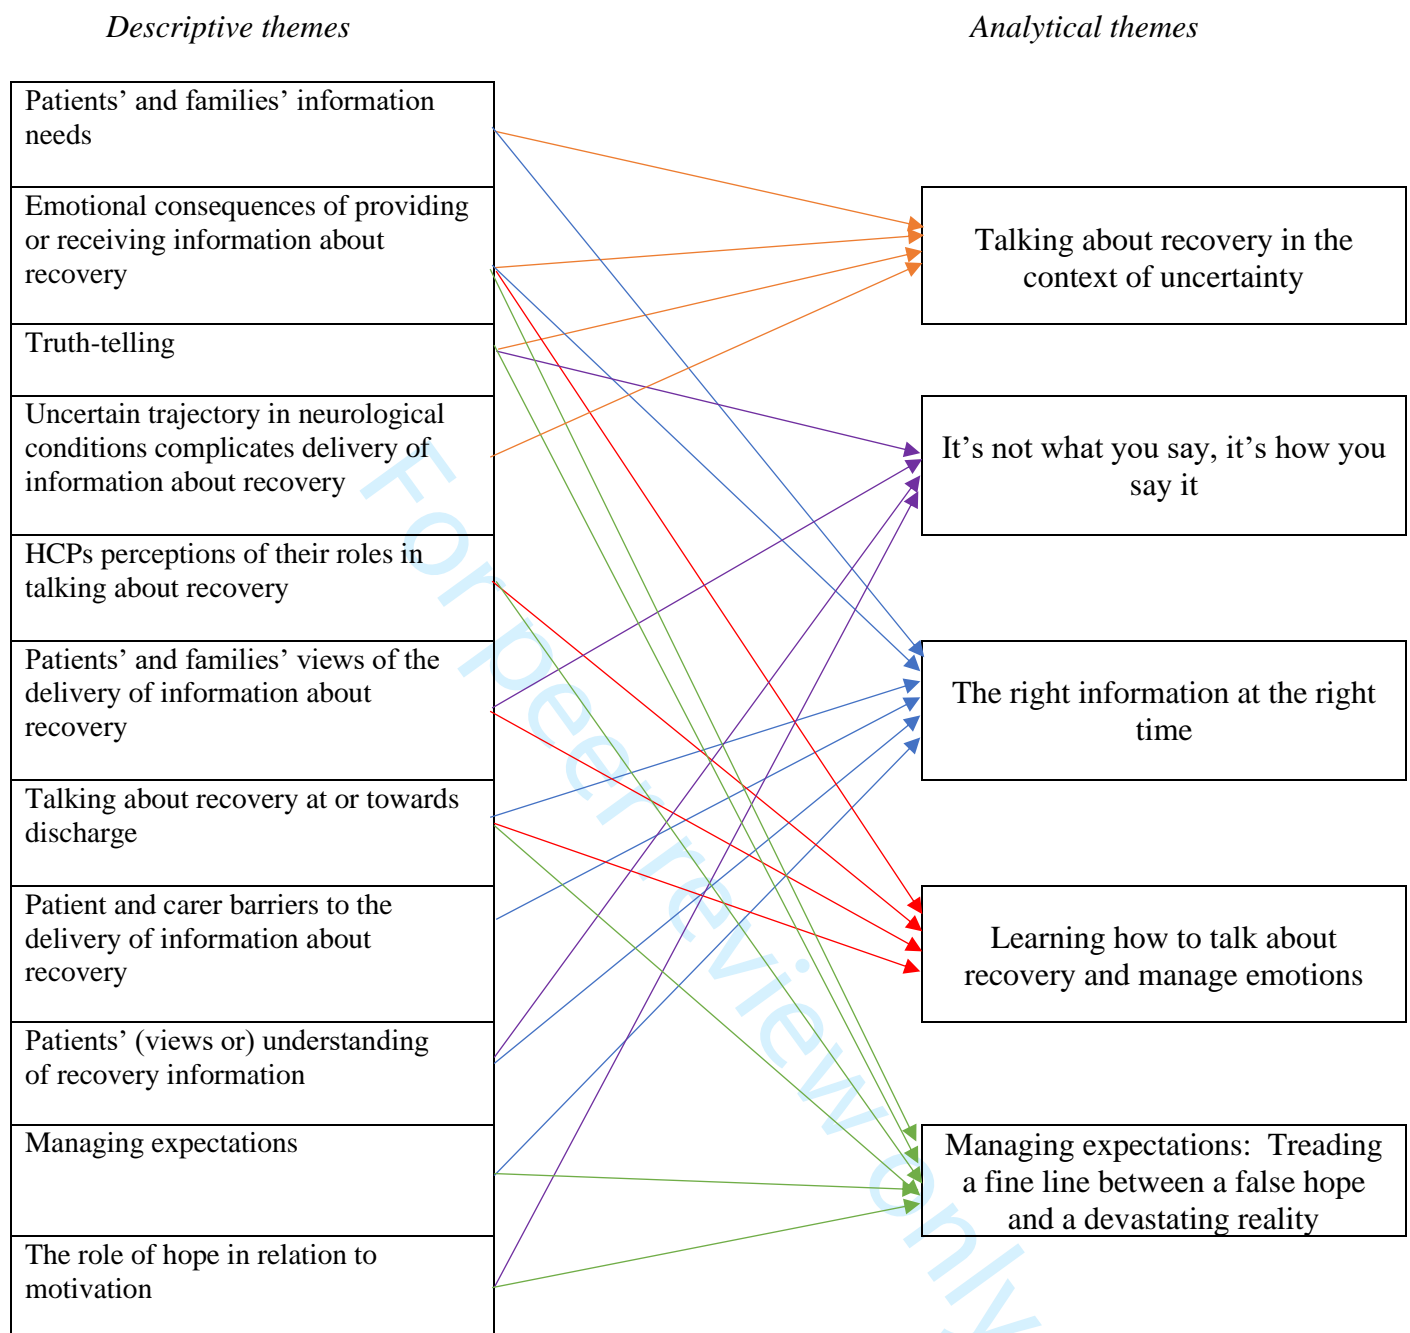 Descriptive themes
Analytical themes
Patients’ and families’ information
needs
Emotional consequences of providing
or receiving information about
recovery
Truth-telling
Uncertain trajectory in neurological
conditions complicates delivery of
information about recovery
HCPs perceptions of their roles in
talking about recovery
Patients’ and families’ views of the
delivery of information about
recovery
Talking about recovery at or towards
discharge
Patient and carer barriers to the
delivery of information about
recovery
Patients’ (views or) understanding
of recovery information
Managing expectations
The role of hope in relation to
motivation
Talking about recovery in the
context of uncertainty
It’s not what you say, it’s how you
say it
The right information at the right
time
Learning how to talk about
recovery and manage emotions
Managing expectations:  Treading
a fine line between a false hope
and a devastating reality
For peer review only